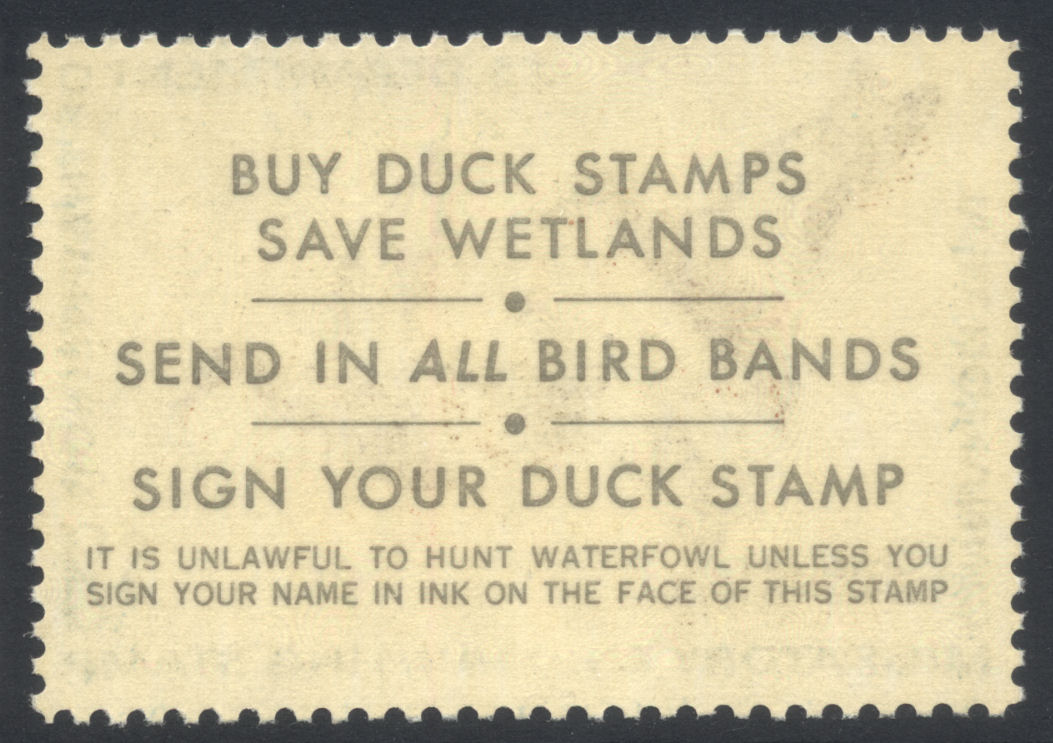 BUY DUCK STAMPS
SAVE WETLANDS
SEND IN ALL BIRD BANDS
SIGN YOUR DUCK STAMP
IT IS UNLAWFUL TO HUNT WATERFOWL UNLESS YOU
SIGN YOUR NAME IN INK ON THE FACE OF THIS STAMP